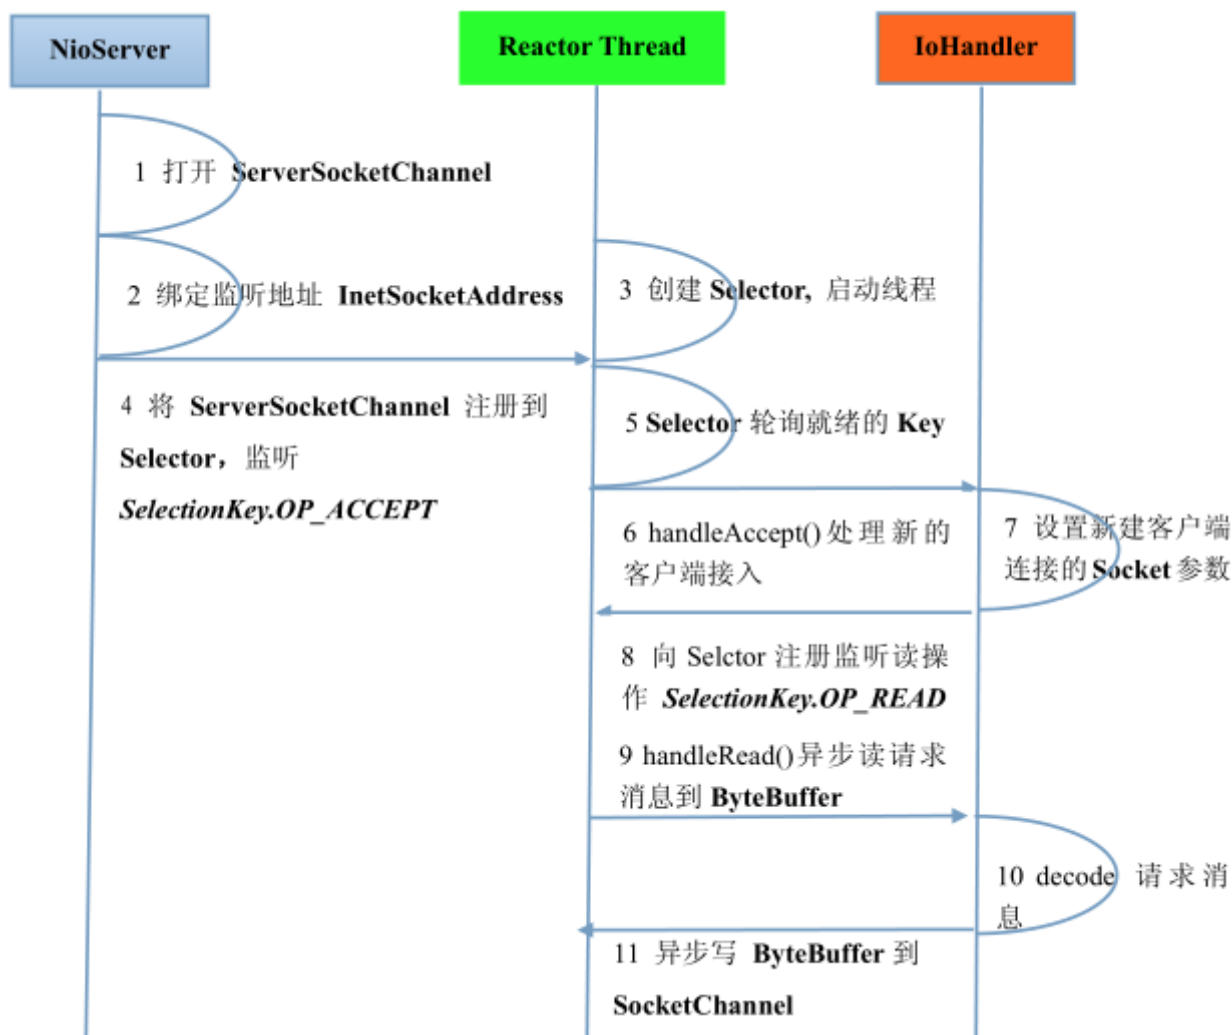 NioServer
Reactor Thread
IoHandler
1 打开 ServerSocketChannel
2 绑定监听地址 InetSocketAddress
3 创建 Selector, 启动线程
4 将 ServerSocketChannel 注册到
Selector，监听
SelectionKey.OP_ACCEPT
5 Selector 轮询就绪的 Key
6 handleAccept()处理新的
客户端接入
7 设置新建客户端
连接的 Socket 参数
8 向 Selctor 注册监听读操
作 SelectionKey.OP_READ
9 handleRead()异步读请求
消息到 ByteBuffer
10 decode 请求消
息
11 异步写 ByteBuffer 到
SocketChannel